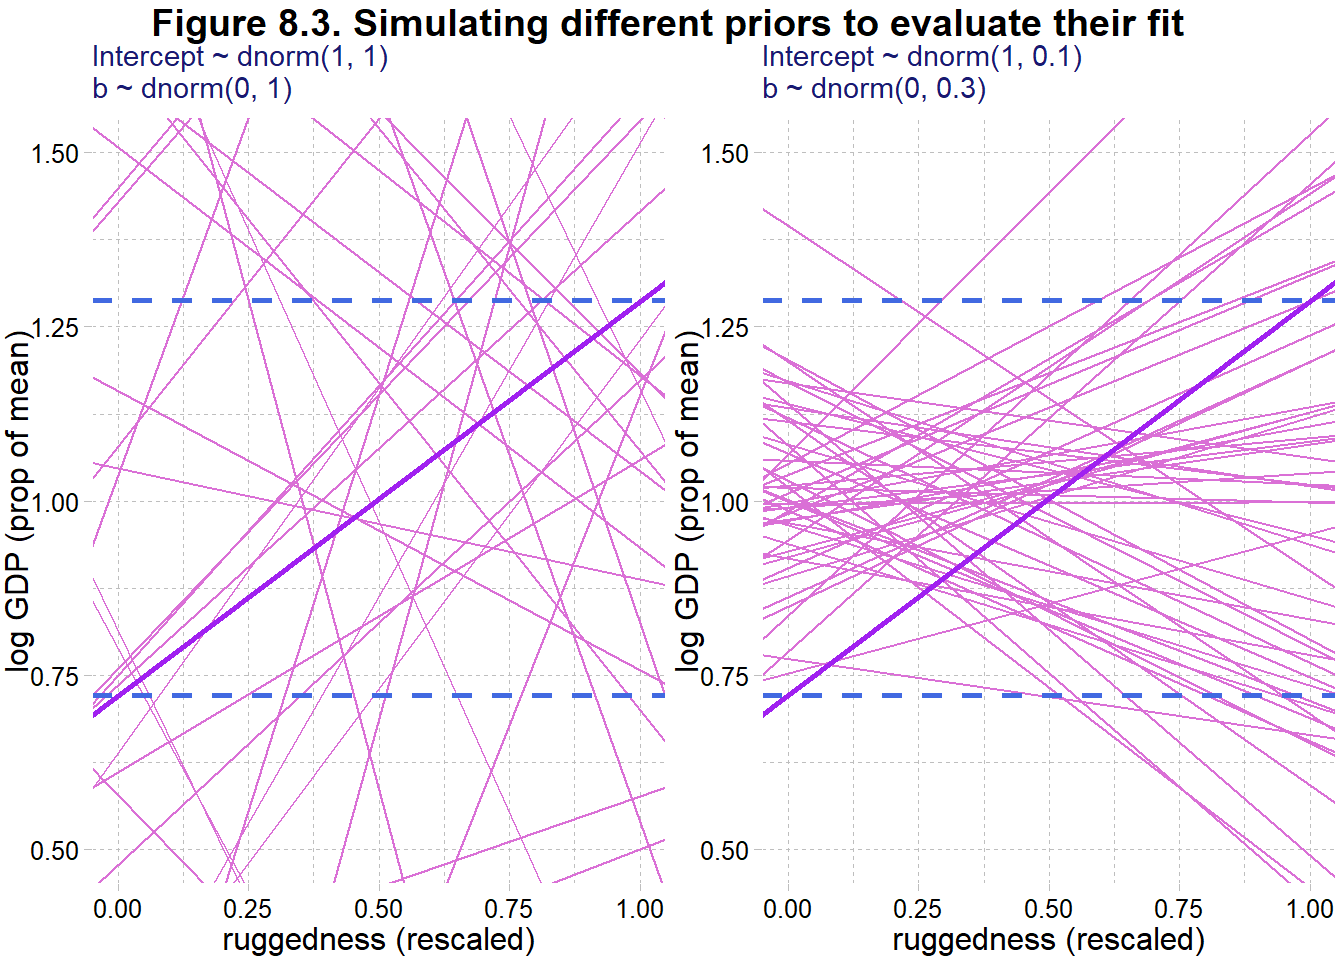 Figure 8.3. Simulating different priors to evaluate their fit
Intercept ~ dnorm(1, 1)
b ~ dnorm(0, 1)
log GDP (prop of mean)
1.50
1.25
1.00
0.75
0.50
0.00 0.25 0.50 0.75 1.00
ruggedness (rescaled)
Intercept ~ dnorm(1, 0.1)
b ~ dnorm(0, 0.3)
log GDP (prop of mean)
1.50
1.25
1.00
0.75
0.50
0.00 0.25 0.50 0.75 1.00
ruggedness (rescaled)